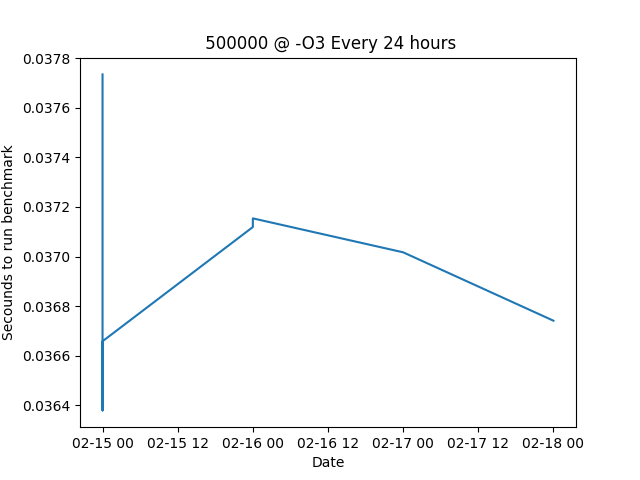 500000 @ -O3 Every 24 hours
Secounds to run benchmark
0.0378
0.0376
0.0374
0.0372
0.0370
0.0368
0.0366
0.0364
02-15 00 02-15 12 02-16 00 02-16 12 02-17 00 02-17 12 02-18 00
Date